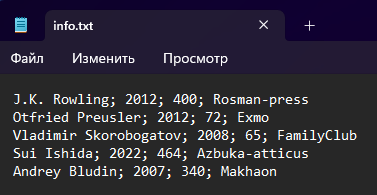 info.txt
Файл Изменить Просмотр
J.K. Rowling; 2012; 400; Rosman-press
Otfried Preusler; 2012; 72; Exmo
Vladimir Skorobogatov; 2008; 65; FamilyClub
Sui Ishida; 2022; 464; Azbuka-atticus
Andrey Bludin; 2007; 340; Makhaon